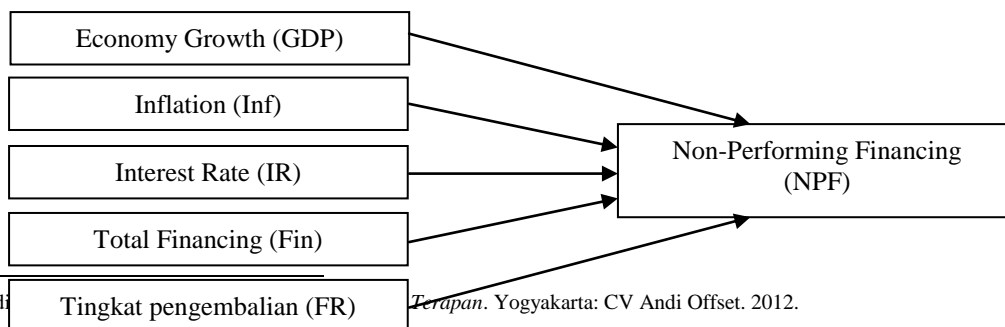 Economy Growth (GDP)
Inflation (Inf)
Interest Rate (IR)
Non-Performing Financing
(NPF)
Total Financing (Fin)
Tingkat pengembalian (FR)
Terapan. Yogyakarta: CV Andi Offset. 2012.